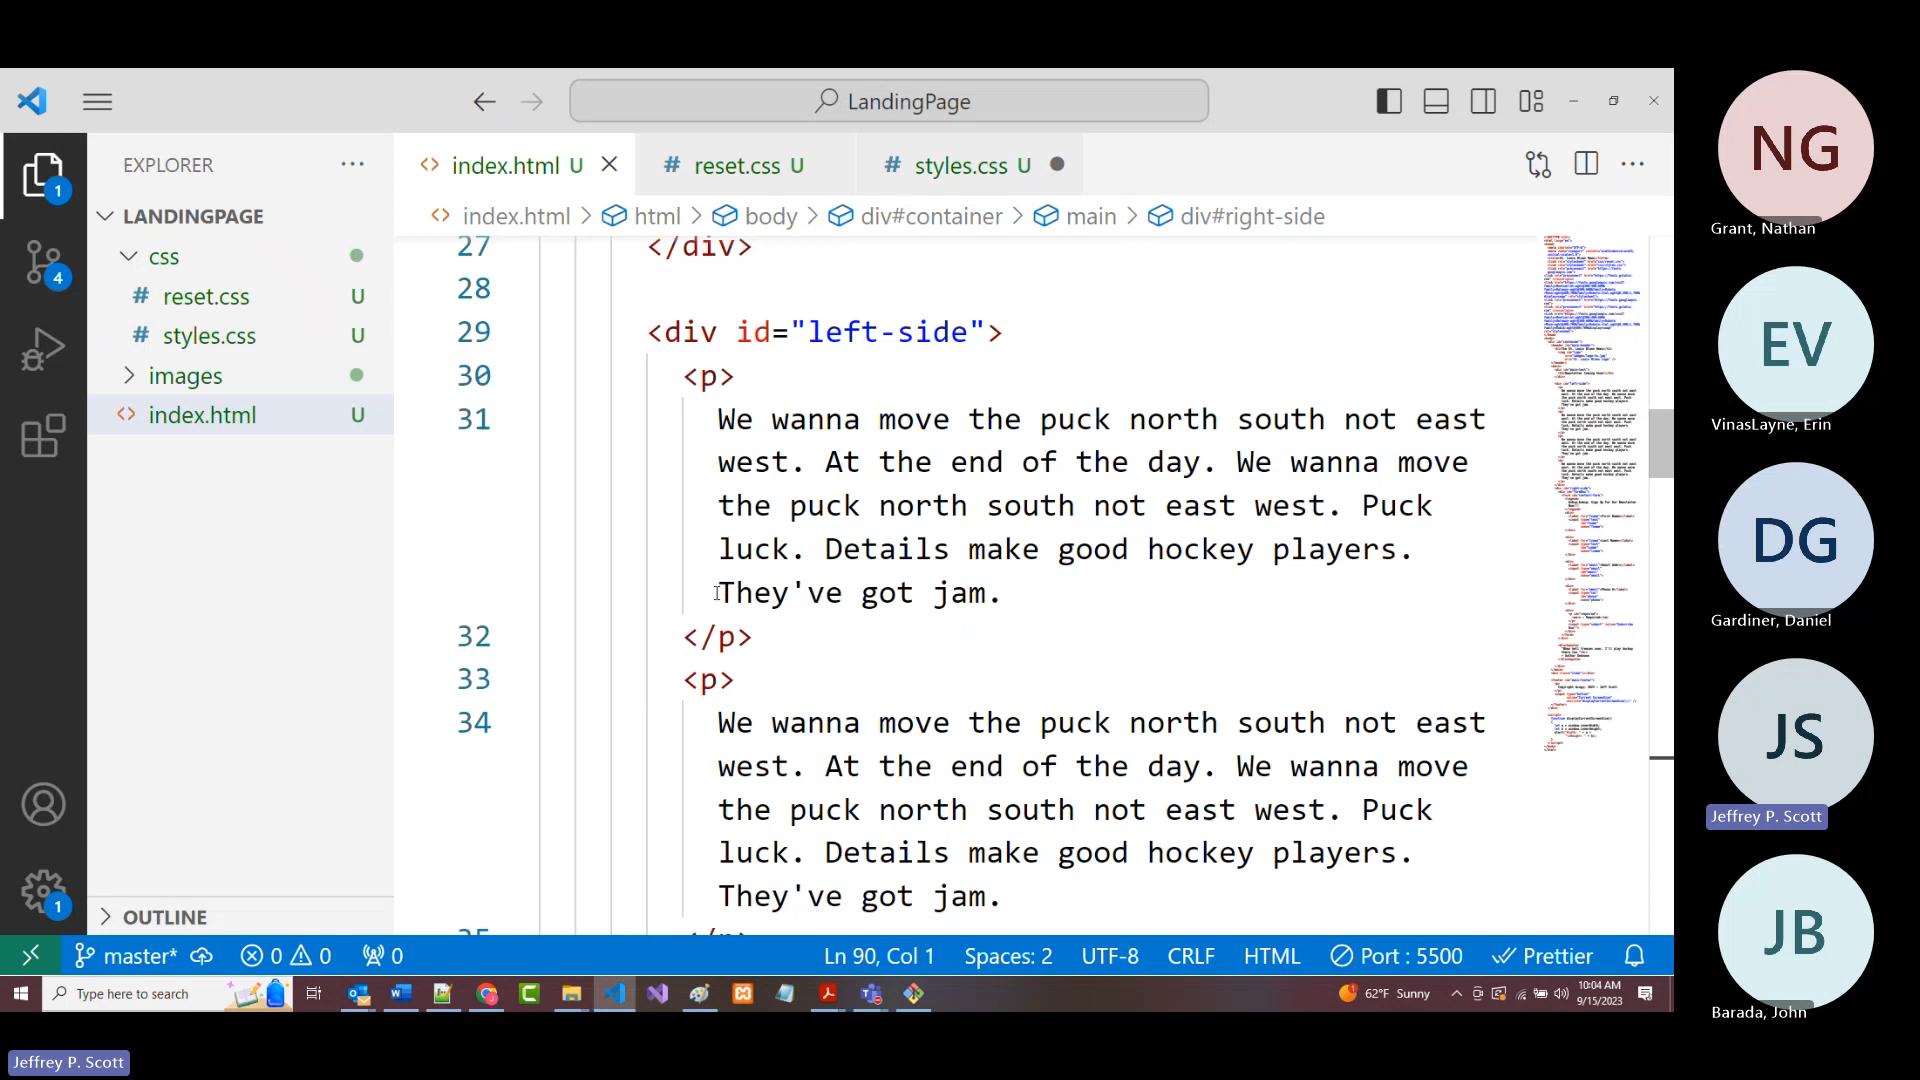 LandingPage
EXPLORER
LANDINGPAGE
css
# reset.css U
# styles.css U
images
<> index.html U
OUTLINE
1
4
1
<> index.html U
# reset.css U
# styles.css U
<> index.html > html > body > div#container > main > div#right-side
27 </div>
28
29 <div id="left-side">
30 <p>
31 We wanna move the puck north south not east
west. At the end of the day. We wanna move
the puck north south not east west. Puck
luck. Details make good hockey players.
They've got jam.
32 </p>
33 <p>
34 We wanna move the puck north south not east
west. At the end of the day. We wanna move
the puck north south not east west. Puck
luck. Details make good hockey players.
They've got jam.
master* 0 0 0
Ln 90, Col 1 Spaces: 2 UTF-8 CRLF HTML Port : 5500 Prettier
Type here to search
62°F Sunny
10:04 AM
9/15/2023
NG
Grant, Nathan
EV
VinasLayne, Erin
DG
Gardiner, Daniel
JS
Jeffrey P. Scott
JB
Barada, John
Jeffrey P. Scott